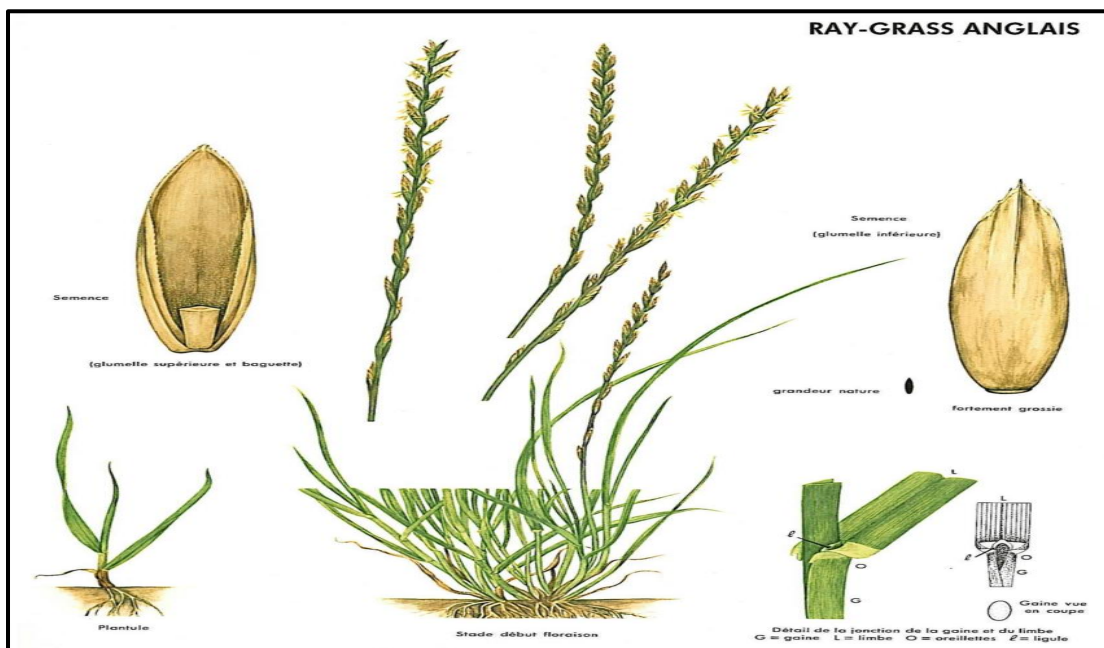 RAY-GRASS ANGLAIS
Semence
(glumelle supérieure et baguette)
Semence
(glumelle inférieure)
grandeur nature
fortement grossie
Plantule
Stade début floraison
L
ℓ
O
G
L
ℓ
O
G
Gaine vue
en coupe
Détail de la jonction de la gaine et du limbe
G = gaine L = limbe O = oreillettes ℓ = ligule